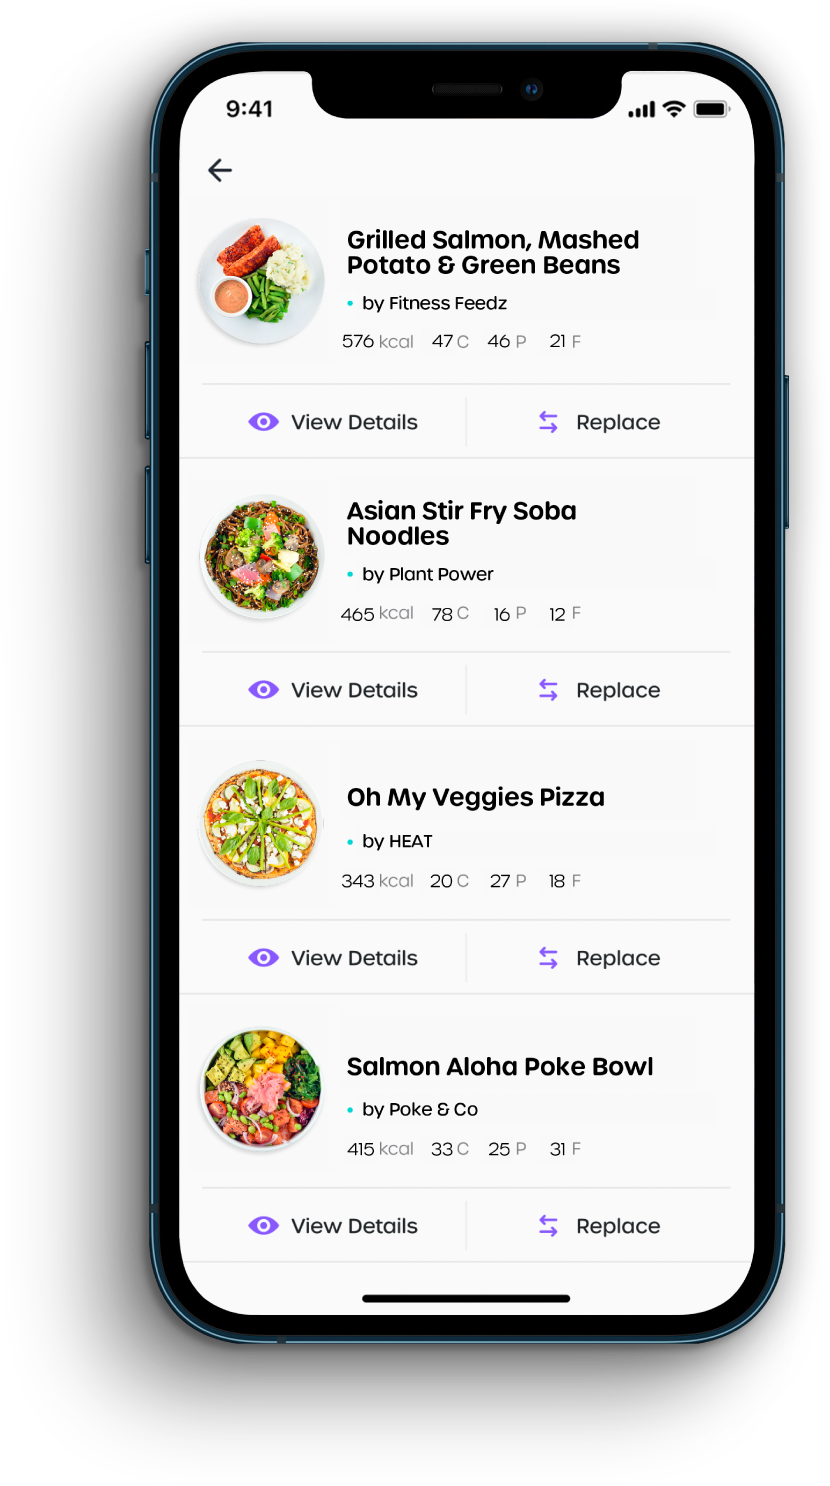 9:41
Grilled Salmon, Mashed
Potato & Green Beans
• by Fitness Feedz
576 kcal 47 C 46 P 21 F
View Details Replace
Asian Stir Fry Soba
Noodles
• by Plant Power
465 kcal 78 C 16 P 12 F
View Details Replace
Oh My Veggies Pizza
• by HEAT
343 kcal 20 C 27 P 18 F
View Details Replace
Salmon Aloha Poke Bowl
• by Poke & Co
415 kcal 33 C 25 P 31 F
View Details Replace